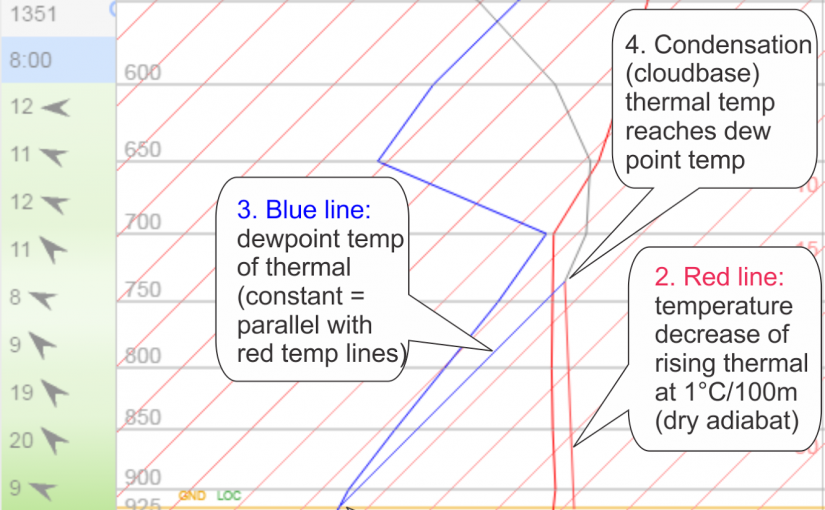 1351
8:00
12
11
12
11
8
9
19
20
9
600
650
700
750
800
850
900
925
GND LOC
10
15
3. Blue line:
dewpoint temp
of thermal
(constant =
parallel with
red temp lines)
4. Condensation
(cloudbase)
thermal temp
reaches dew
point temp
2. Red line:
temperature
decrease of
rising thermal
at 1°C/100m
(dry adiabat)